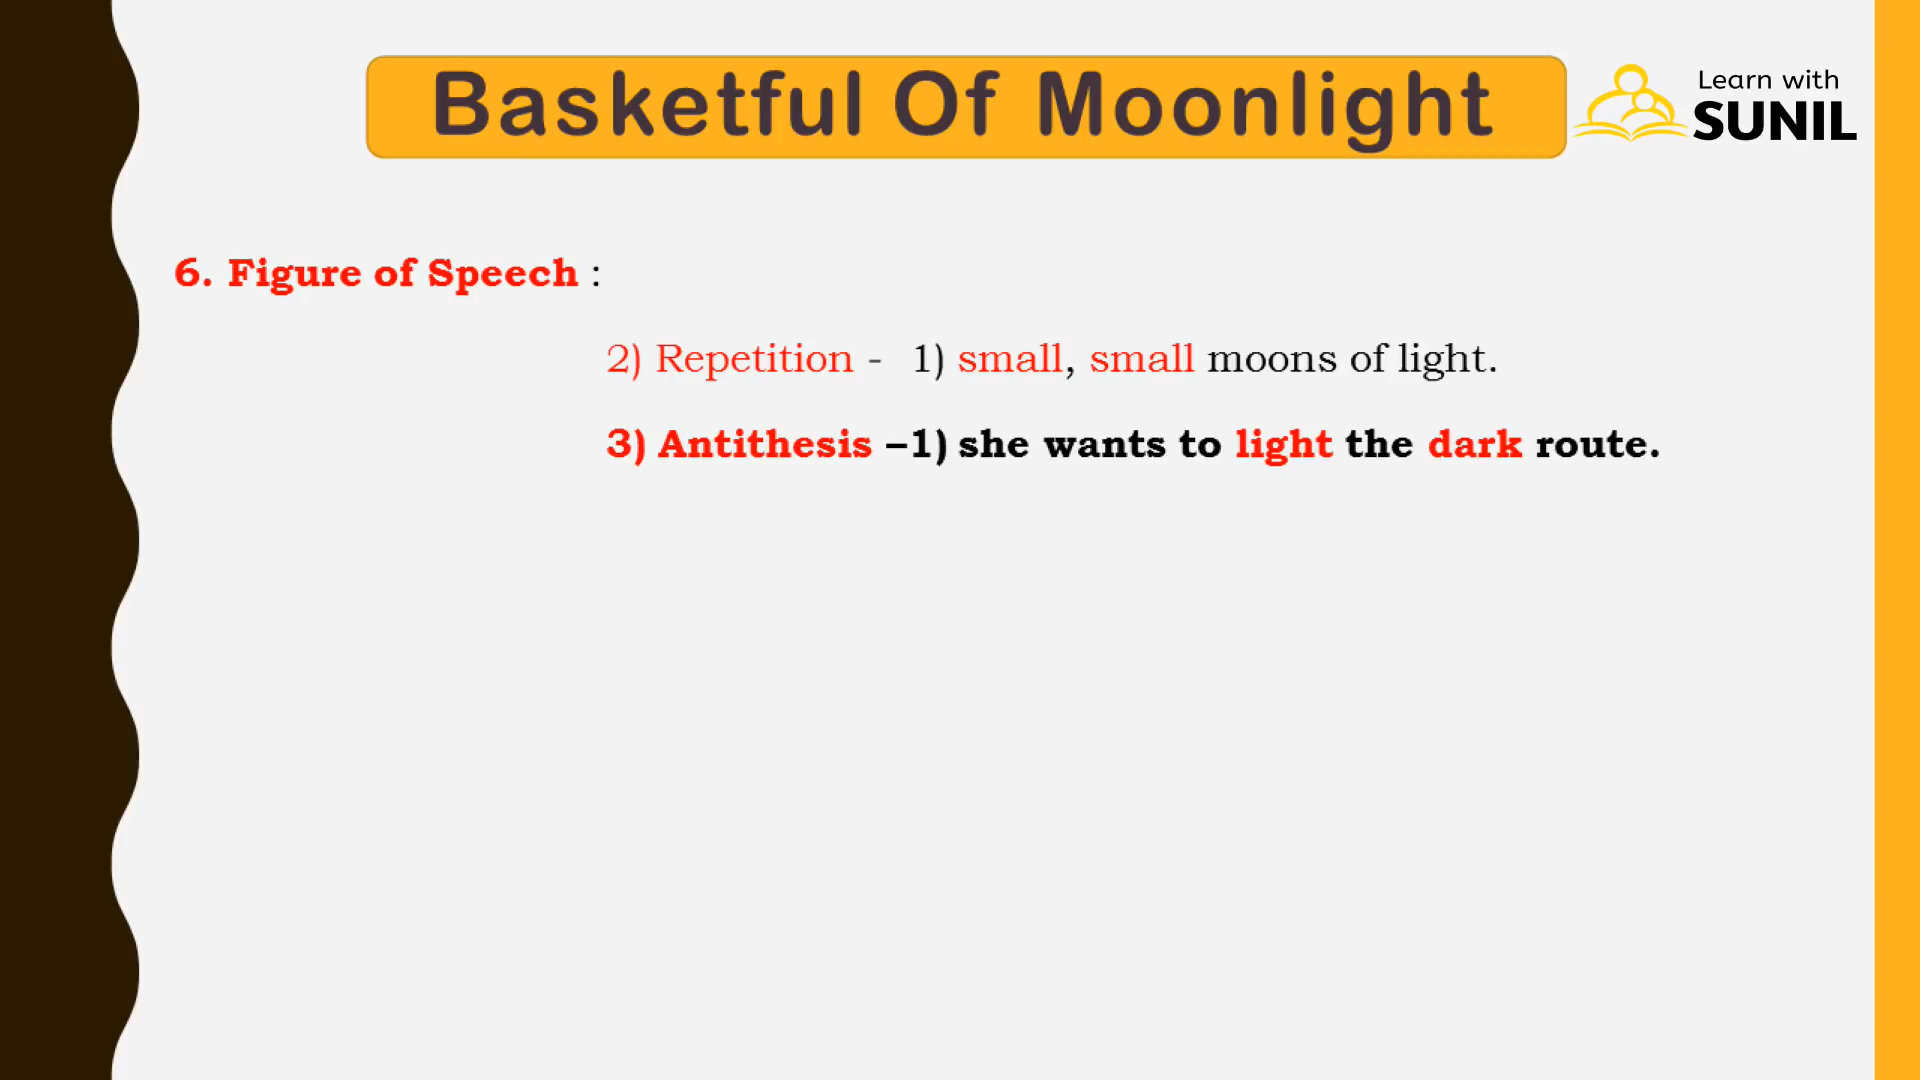 Basketful Of Moonlight
Learn with
SUNIL
6. Figure of Speech :
2) Repetition - 1) small, small moons of light.
3) Antithesis –1) she wants to light the dark route.